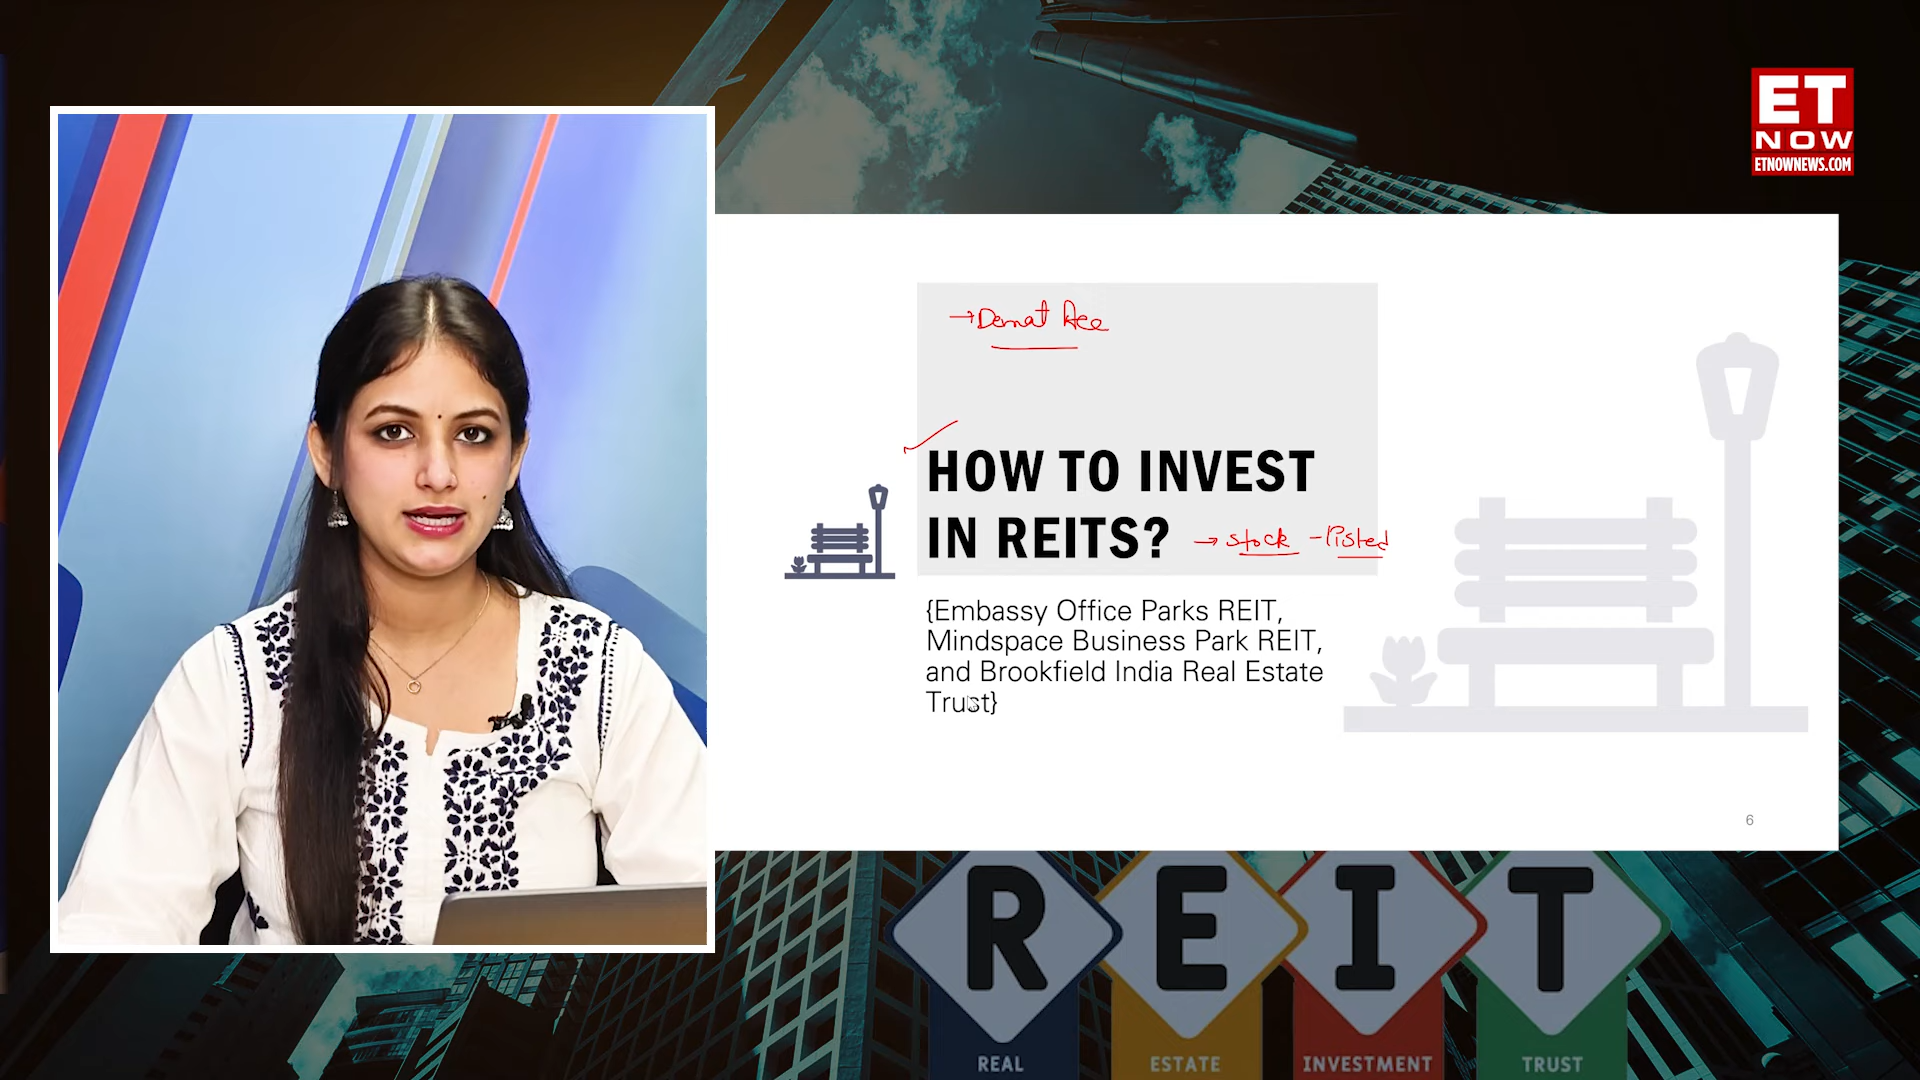 ET
NOW
ETNOWNEWS.COM
→Demat Acc
HOW TO INVEST
IN REITS?
→ stock - listed
{Embassy Office Parks REIT,
Mindspace Business Park REIT,
and Brookfield India Real Estate
Trust}
6
R E I T
REAL ESTATE INVESTMENT TRUST